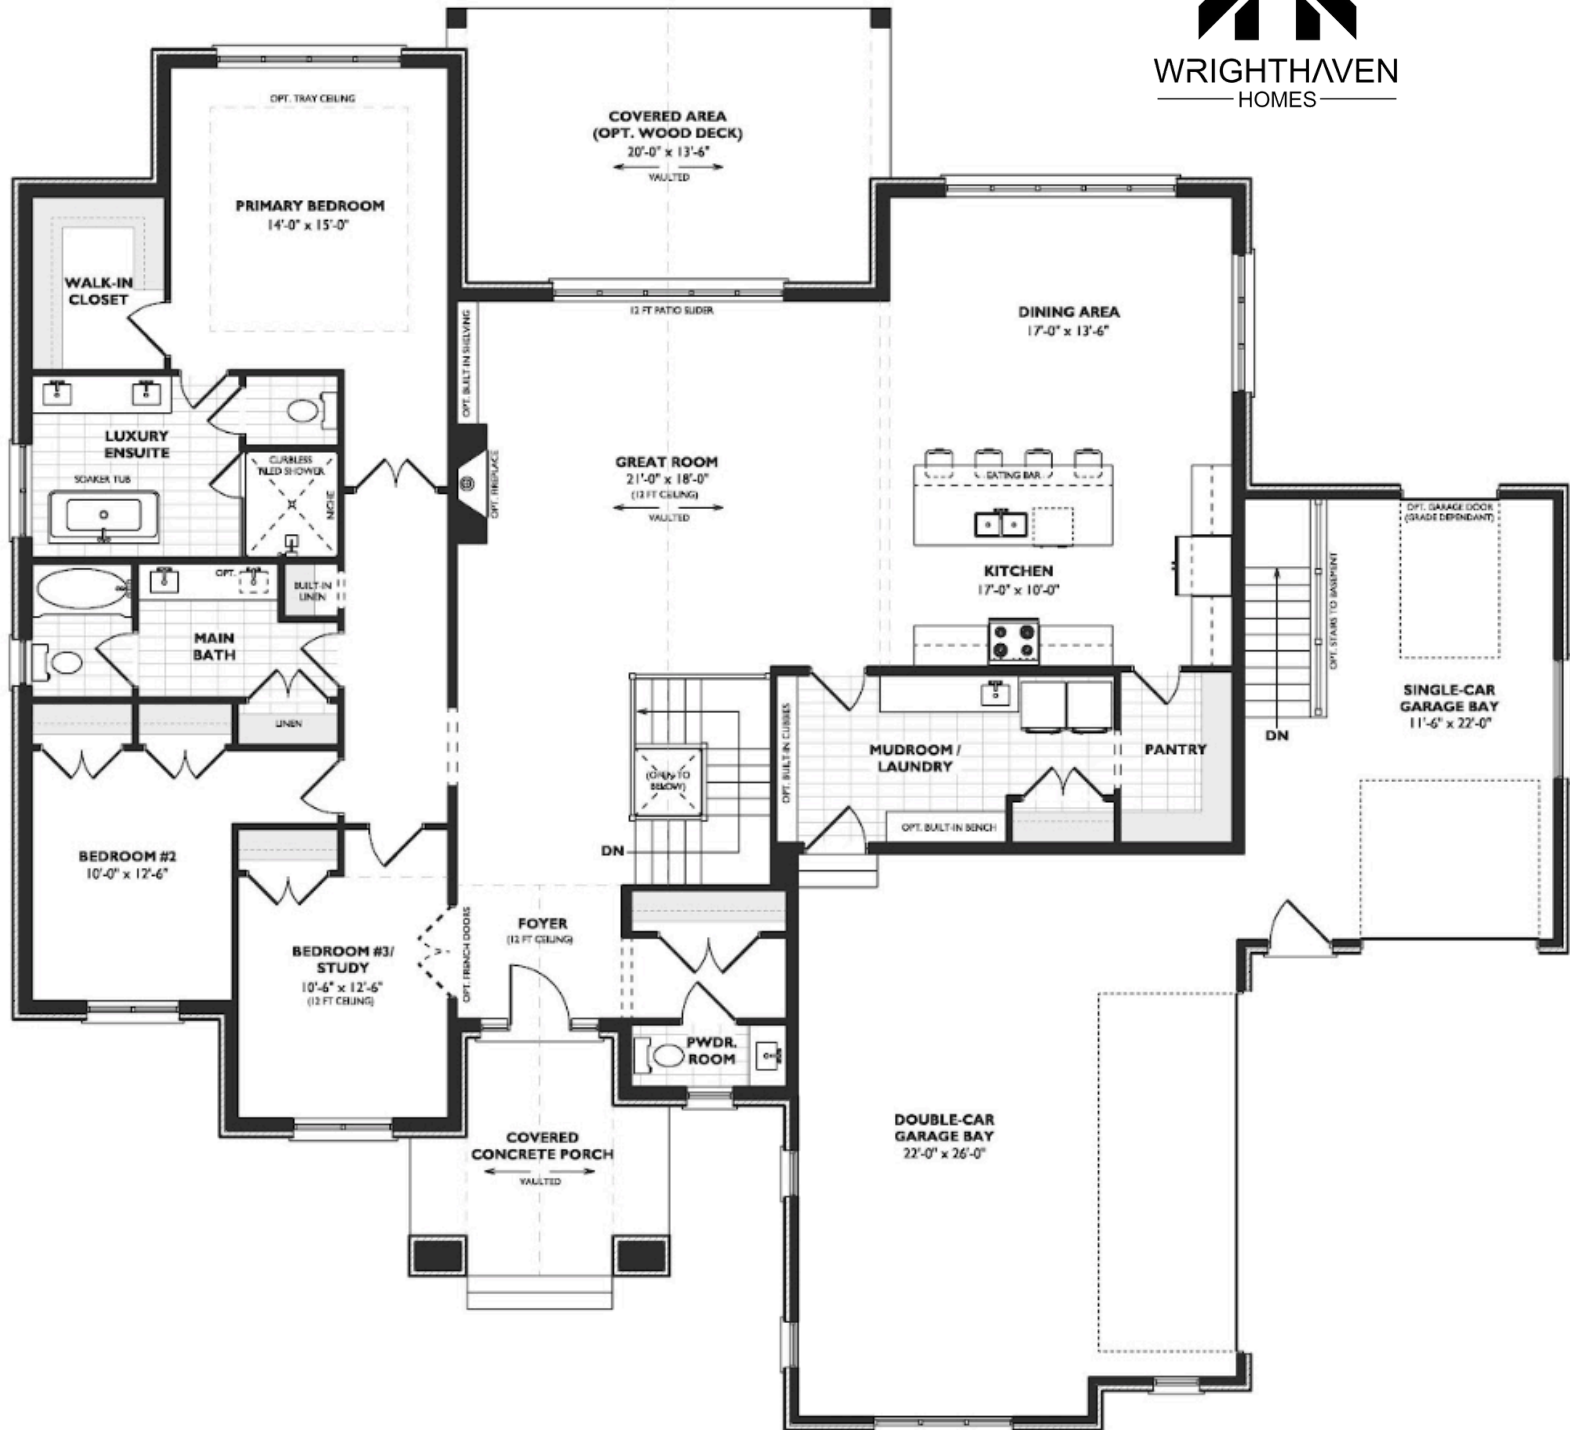 WRIGHTHAVEN
HOMES
OPT. TRAY CEILING
COVERED AREA
(OPT. WOOD DECK)
20'-0" x 13'-6"
VAULTED
PRIMARY BEDROOM
14'-0" x 15'-0"
WALK-IN
CLOSET
12 FT PATIO SLIDER
OPT. BUILT-IN SHELVING
DINING AREA
17'-0" x 13'-6"
LUXURY
ENSUITE
SOAKER TUB
CURBLESS
TILED SHOWER
NICHE
OPT. FIREPLACE
GREAT ROOM
21'-0" x 18'-0"
(12 FT CEILING)
VAULTED
EATING BAR
KITCHEN
17'-0" x 10'-0"
OPT. GARAGE DOOR
(GRADE DEPENDANT)
OPT. STAIRS TO BASEMENT
DN
SINGLE-CAR
GARAGE BAY
11'-6" x 22'-0"
OPT.
BUILT-IN
LINEN
MAIN
BATH
LINEN
(OPEN TO
BELOW)
DN
OPT. BUILT-IN CUBBIES
MUDROOM /
LAUNDRY
OPT. BUILT-IN BENCH
PANTRY
BEDROOM #2
10'-0" x 12'-6"
BEDROOM #3/
STUDY
10'-6" x 12'-6"
(12 FT CEILING)
OPT. FRENCH DOORS
FOYER
(12 FT CEILING)
PWDR.
ROOM
COVERED
CONCRETE PORCH
VAULTED
DOUBLE-CAR
GARAGE BAY
22'-0" x 26'-0"